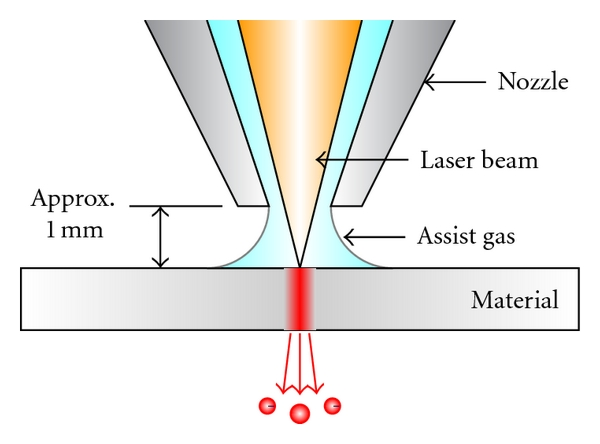 Nozzle
Laser beam
Approx.
1 mm
Assist gas
Material